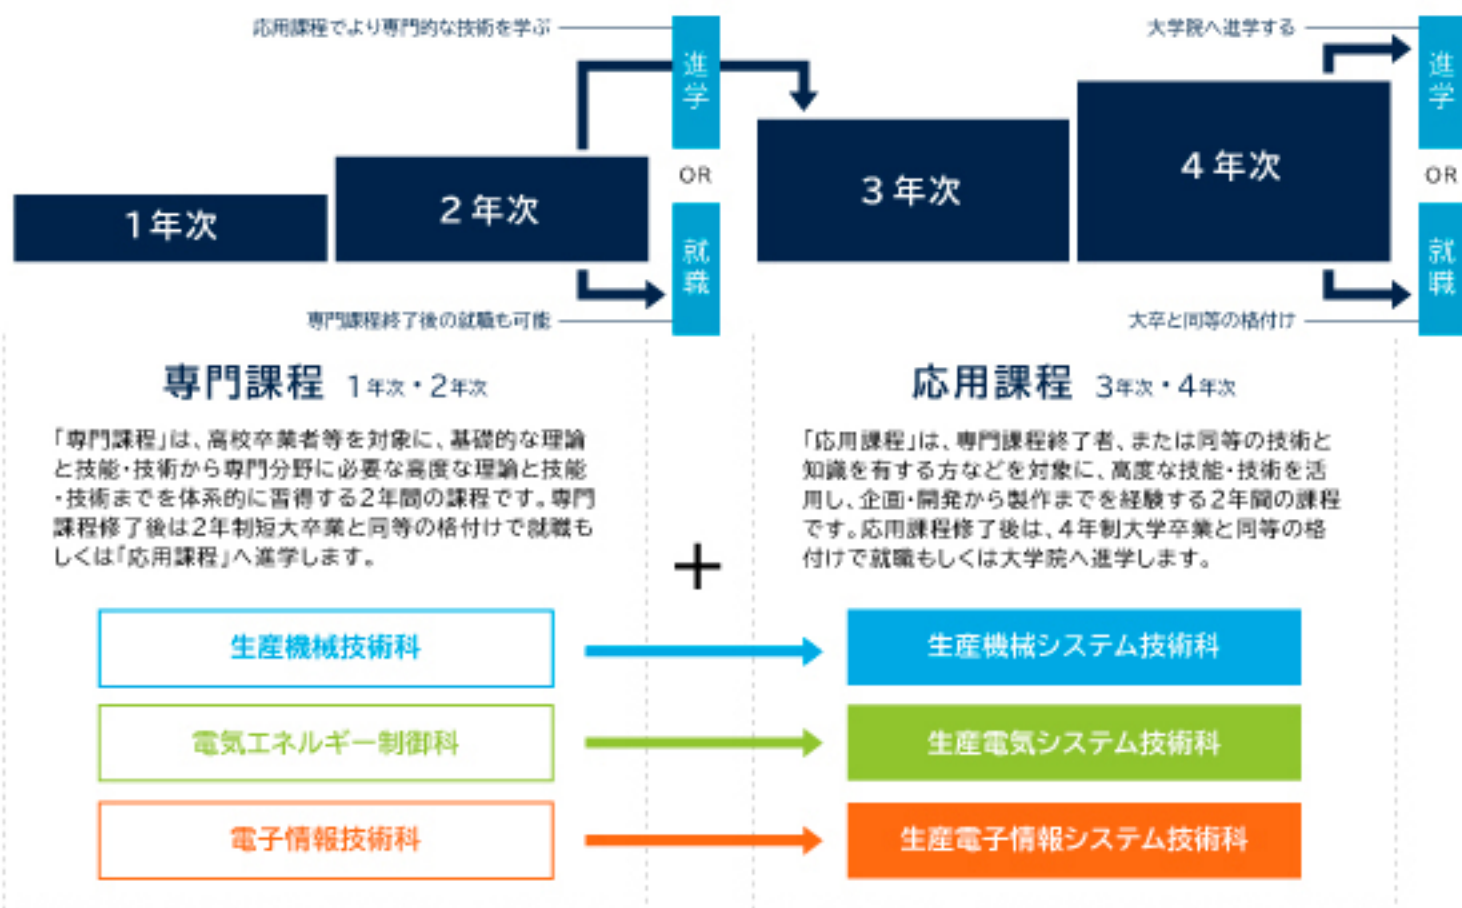 応用課程でより専門的な技術を学ぶ
進学
大学院へ進学する
進学
1年次
2年次
OR
3年次
4年次
OR
就職
就職
専門課程終了後の就職も可能
大卒と同等の格付け
専門課程 1年次・2年次
「専門課程」は、高校卒業者等を対象に、基礎的な理論
と技能・技術から専門分野に必要な高度な理論と技能
・技術までを体系的に習得する2年間の課程です。専門
課程修了後は2年制短大卒業と同等の格付けで就職も
しくは「応用課程」へ進学します。
+
応用課程 3年次・4年次
「応用課程」は、専門課程終了者、または同等の技術と
知識を有する方などを対象に、高度な技能・技術を活
用し、企画・開発から製作までを経験する2年間の課程
です。応用課程修了後は、4年制大学卒業と同等の格
付けで就職もしくは大学院へ進学します。
生産機械技術科
生産機械システム技術科
電気エネルギー制御科
生産電気システム技術科
電子情報技術科
生産電子情報システム技術科